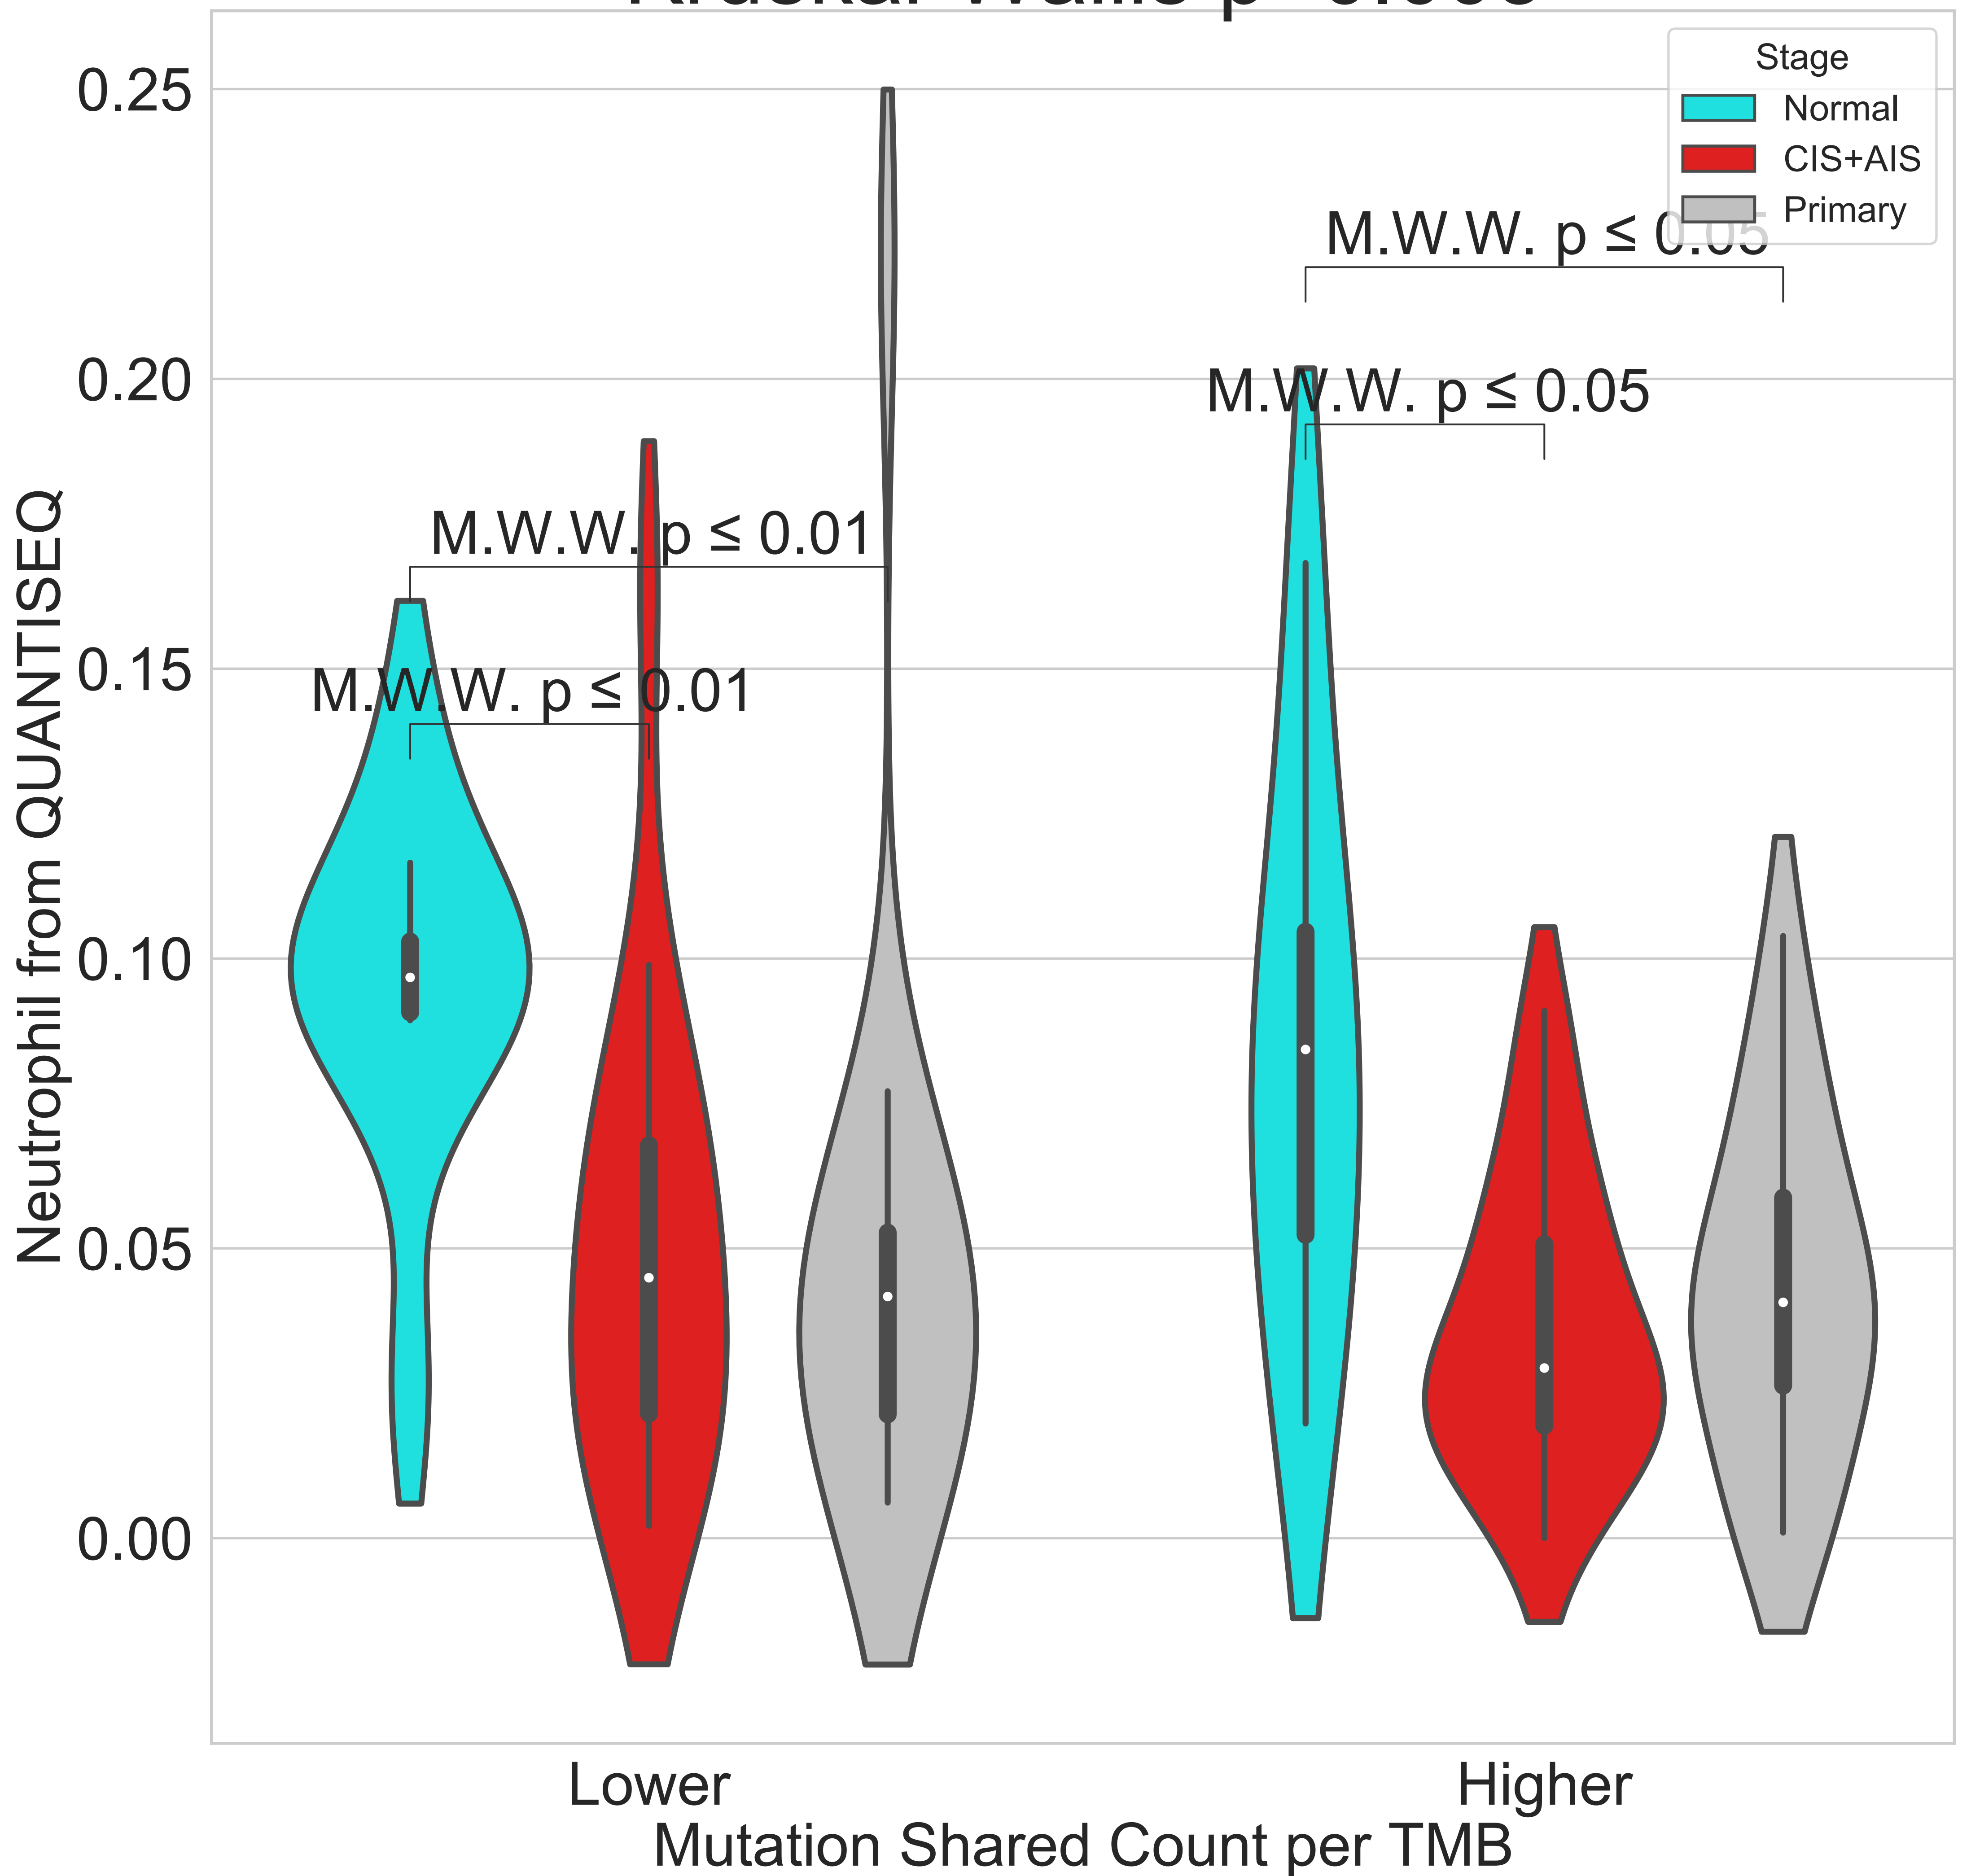 Stage
Normal
CIS+AIS
Primary
0.25
0.20
0.15
0.10
0.05
0.00
Neutrophil from QUANTISEQ
M.W.W. p ≤ 0.05
M.W.W. p ≤ 0.05
M.W.W. p ≤ 0.01
M.W.W. p ≤ 0.01
Lower
Higher
Mutation Shared Count per TMB